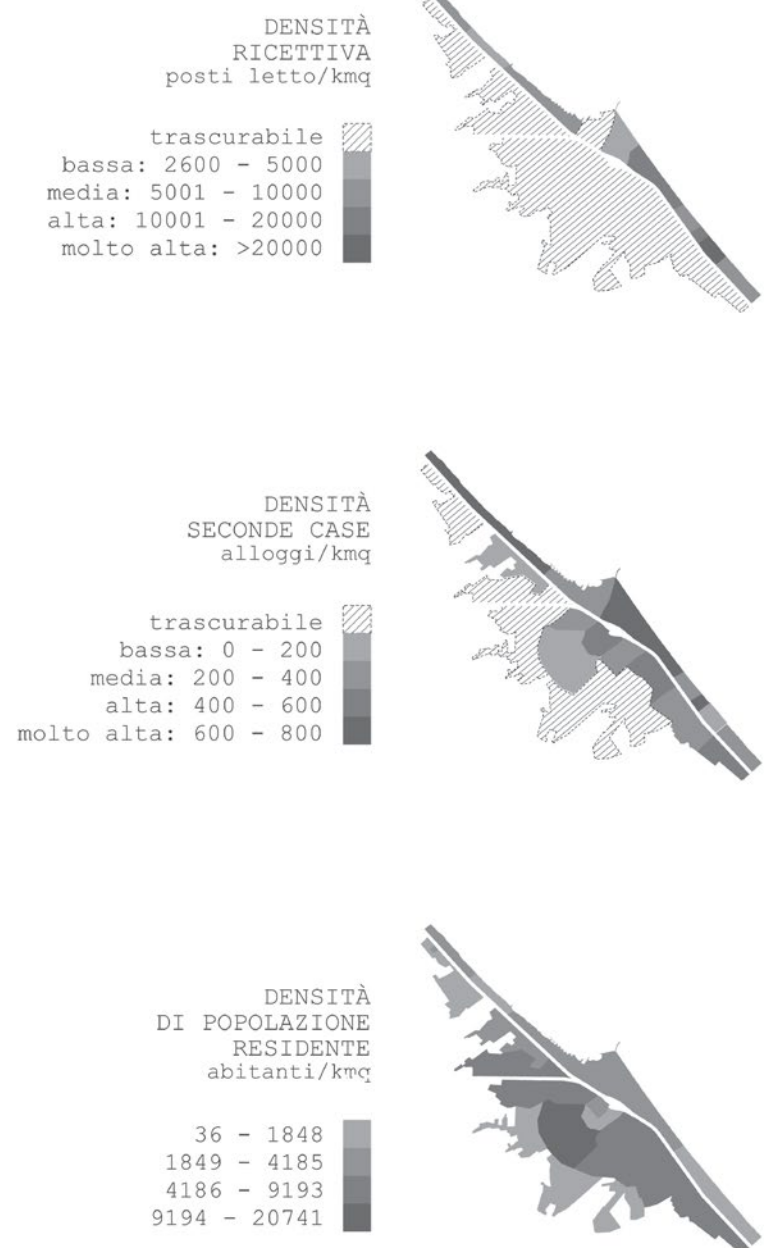 DENSITÀ
RICETTIVA
posti letto/kmq
trascurabile
bassa: 2600 - 5000
media: 5001 - 10000
alta: 10001 - 20000
molto alta: >20000
DENSITÀ
SECONDE CASE
alloggi/kmq
trascurabile
bassa: 0 - 200
media: 200 - 400
alta: 400 - 600
molto alta: 600 - 800
DENSITÀ
DI POPOLAZIONE
RESIDENTE
abitanti/kmq
36 - 1848
1849 - 4185
4186 - 9193
9194 - 20741